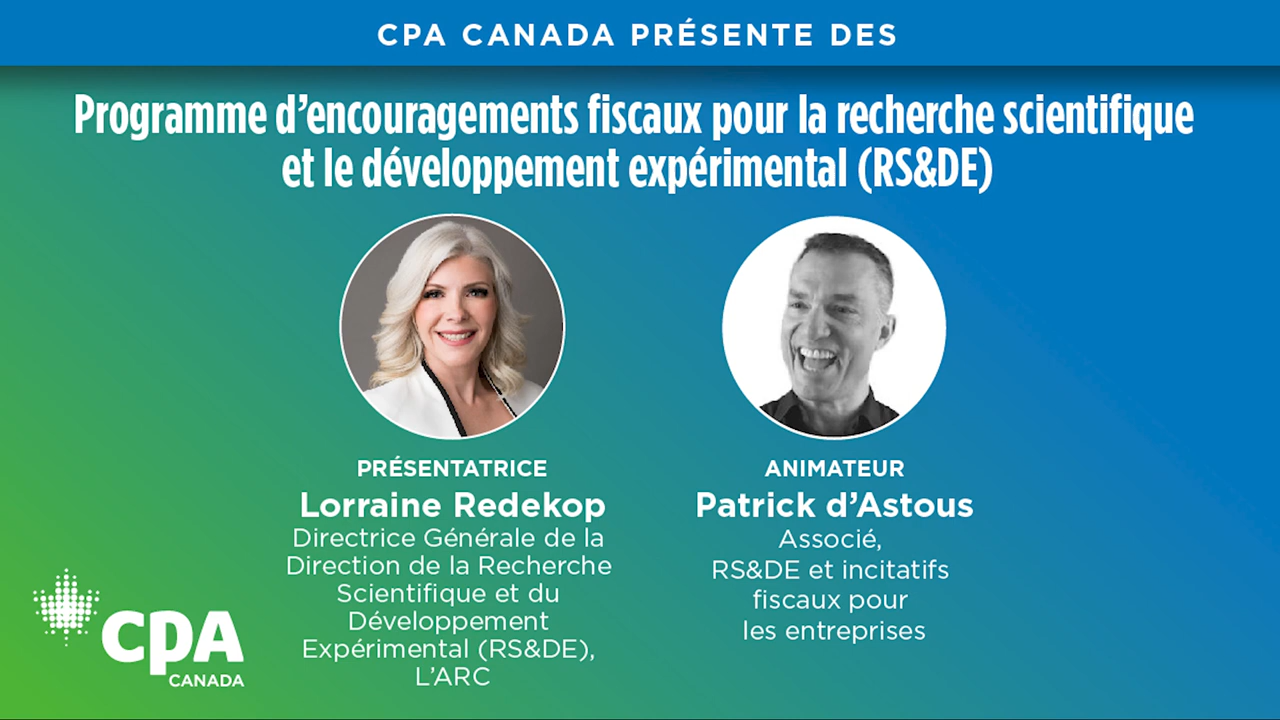 CPA CANADA PRÉSENTE DES
Programme d’encouragements fiscaux pour la recherche scientifique
et le développement expérimental (RS&DE)
PRÉSENTATRICE
Lorraine Redekop
Directrice Générale de la
Direction de la Recherche
Scientifique et du
Développement
Expérimental (RS&DE),
L’ARC
ANIMATEUR
Patrick d’Astous
Associé,
RS&DE et incitatifs
fiscaux pour
les entreprises
CPA
CANADA